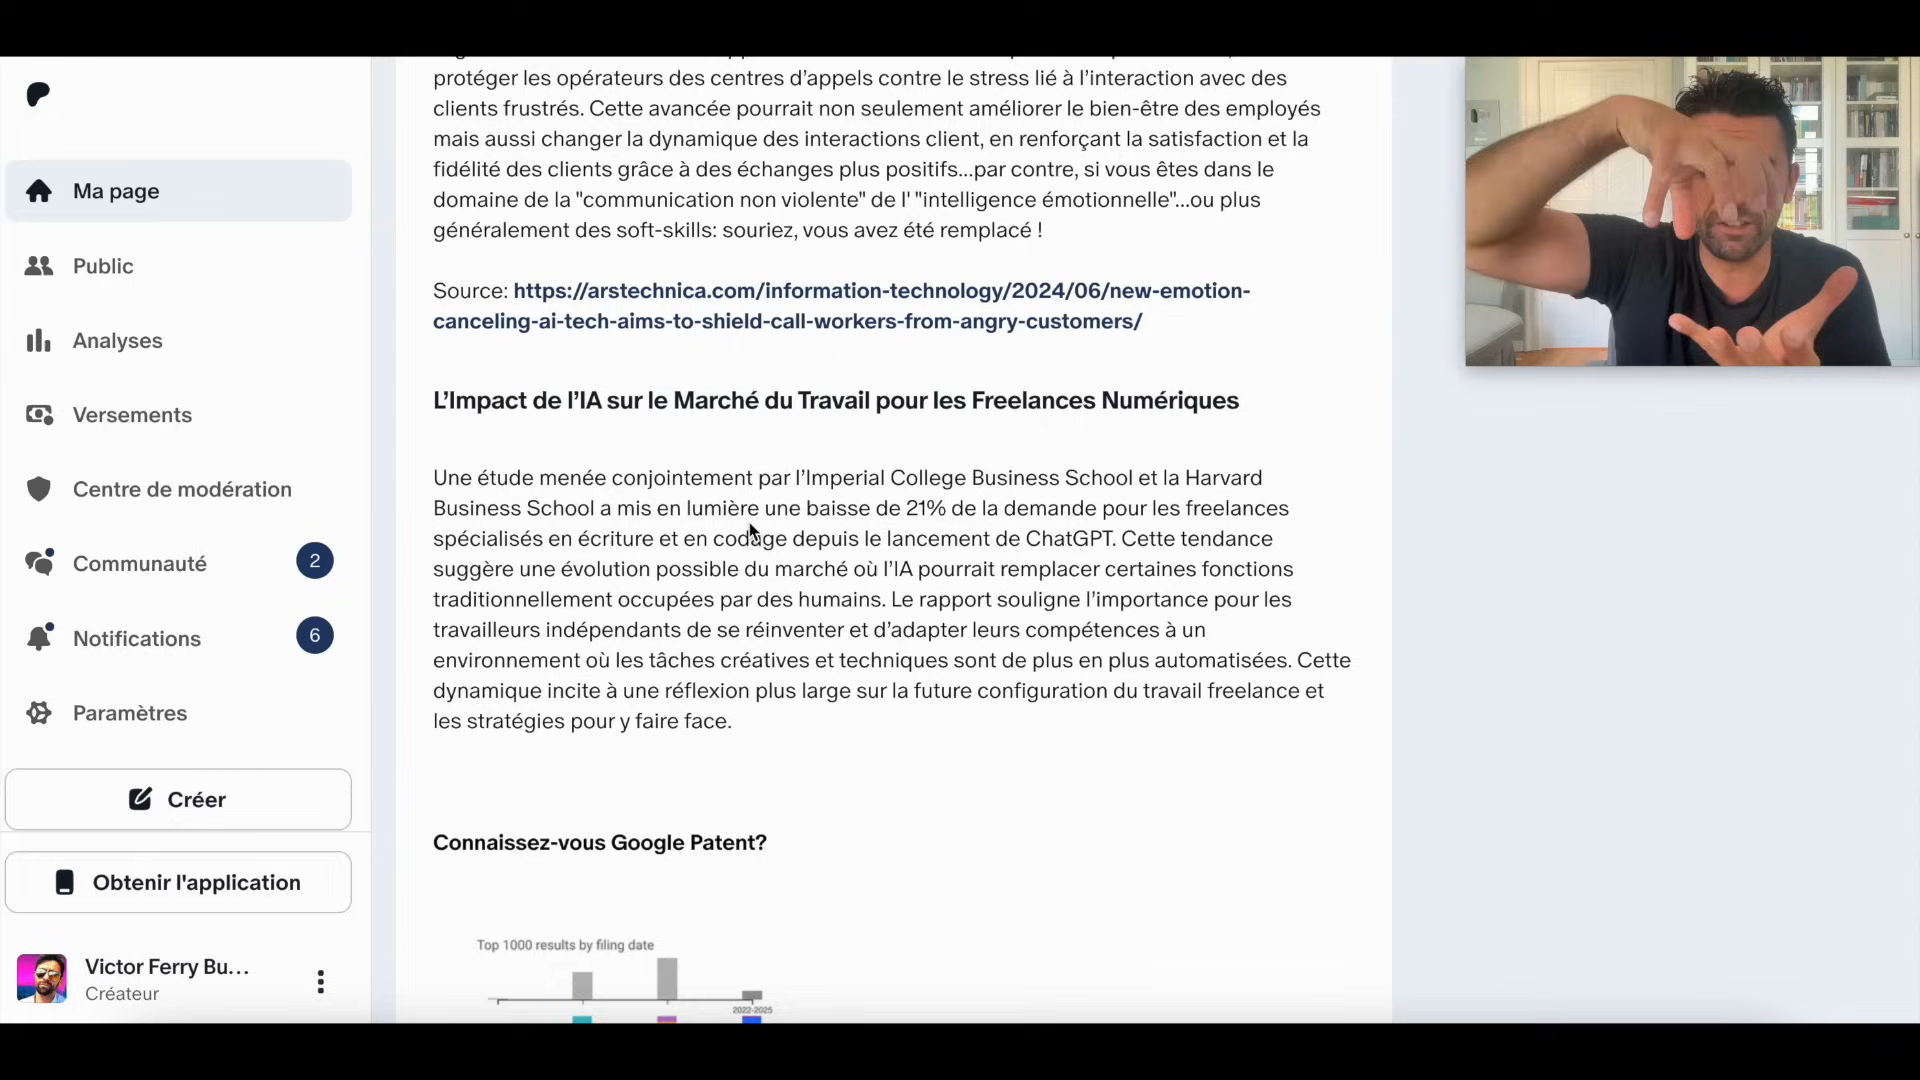 protéger les opérateurs des centres d’appels contre le stress lié à l’interaction avec des
clients frustrés. Cette avancée pourrait non seulement améliorer le bien-être des employés
mais aussi changer la dynamique des interactions client, en renforçant la satisfaction et la
fidélité des clients grâce à des échanges plus positifs...par contre, si vous êtes dans le
domaine de la "communication non violente" de l' "intelligence émotionnelle"...ou plus
généralement des soft-skills: souriez, vous avez été remplacé !
Source: https://arstechnica.com/information-technology/2024/06/new-emotion-
canceling-ai-tech-aims-to-shield-call-workers-from-angry-customers/
L’Impact de l’IA sur le Marché du Travail pour les Freelances Numériques
Une étude menée conjointement par l’Imperial College Business School et la Harvard
Business School a mis en lumière une baisse de 21% de la demande pour les freelances
spécialisés en écriture et en codage depuis le lancement de ChatGPT. Cette tendance
suggère une évolution possible du marché où l’IA pourrait remplacer certaines fonctions
traditionnellement occupées par des humains. Le rapport souligne l’importance pour les
travailleurs indépendants de se réinventer et d’adapter leurs compétences à un
environnement où les tâches créatives et techniques sont de plus en plus automatisées. Cette
dynamique incite à une réflexion plus large sur la future configuration du travail freelance et
les stratégies pour y faire face.
Connaissez-vous Google Patent?
Top 1000 results by filing date
2022-2025
Ma page
Public
Analyses
Versements
Centre de modération
Communauté 2
Notifications 6
Paramètres
Créer
Obtenir l'application
Victor Ferry Bu...
Créateur